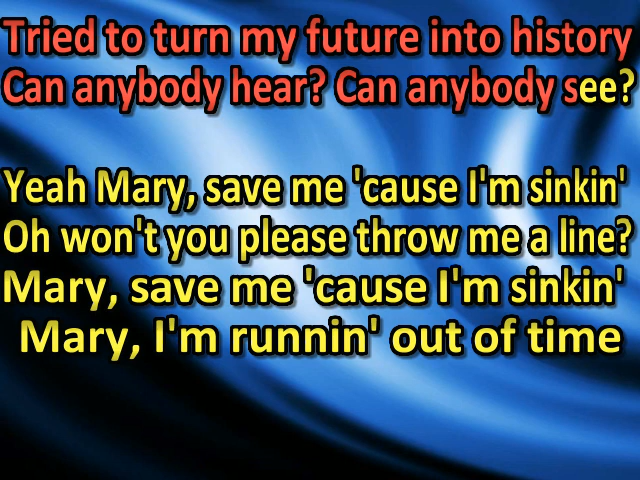 Tried to turn my future into history
Can anybody hear? Can anybody see?
Yeah Mary, save me 'cause I'm sinkin'
Oh won't you please throw me a line?
Mary, save me 'cause I'm sinkin'
Mary, I'm runnin' out of time